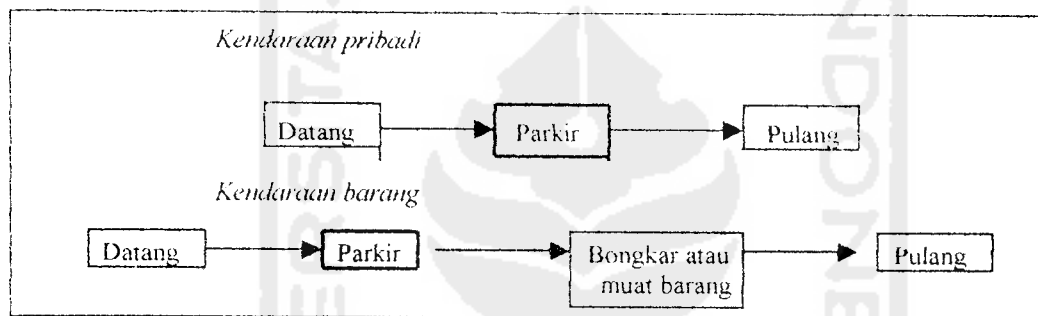 Kendaraan pribadi
Datang Parkir Pulang
Kendaraan barang
Datang Parkir Bongkar atau muat barang Pulang